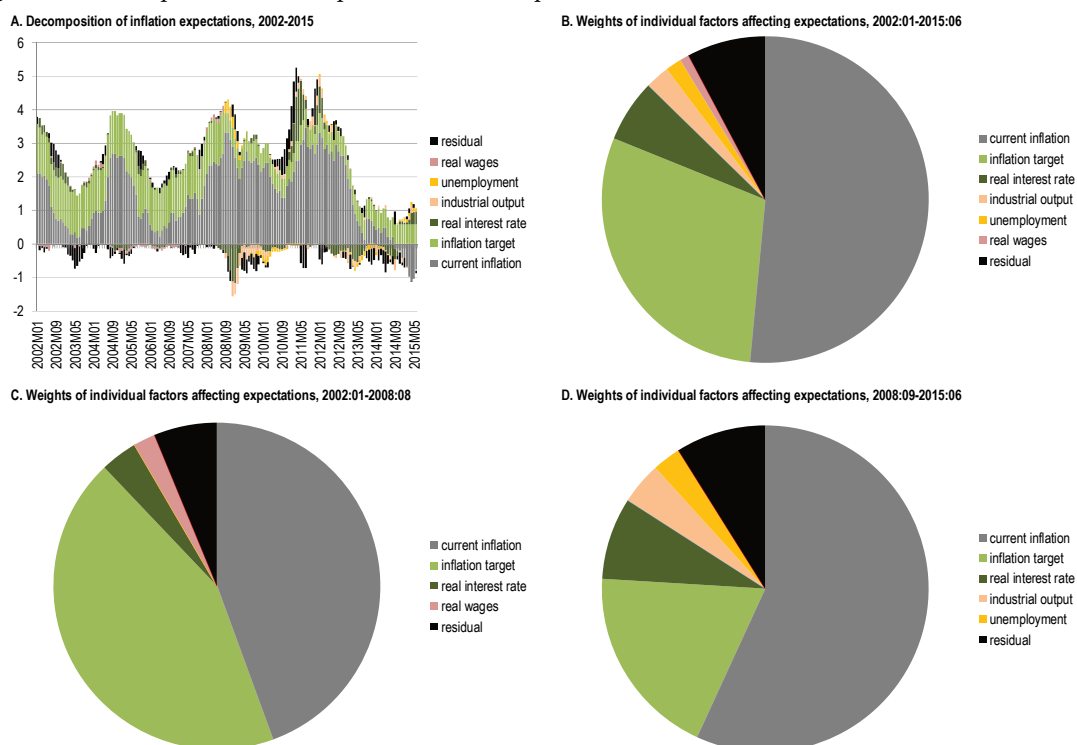 A. Decomposition of inflation expectations, 2002-2015
6
5
4
3
2
1
0
-1
-2
2002M01
2002M09
2003M05
2004M01
2004M09
2005M05
2006M01
2006M09
2007M05
2008M01
2008M09
2009M05
2010M01
2010M09
2011M05
2012M01
2012M09
2013M05
2014M01
2014M09
2015M05
residual
real wages
unemployment
industrial output
real interest rate
inflation target
current inflation
B. Weights of individual factors affecting expectations, 2002:01-2015:06
current inflation
inflation target
real interest rate
industrial output
unemployment
real wages
residual
C. Weights of individual factors affecting expectations, 2002:01-2008:08
current inflation
inflation target
real interest rate
real wages
residual
D. Weights of individual factors affecting expectations, 2008:09-2015:06
current inflation
inflation target
real interest rate
industrial output
unemployment
residual